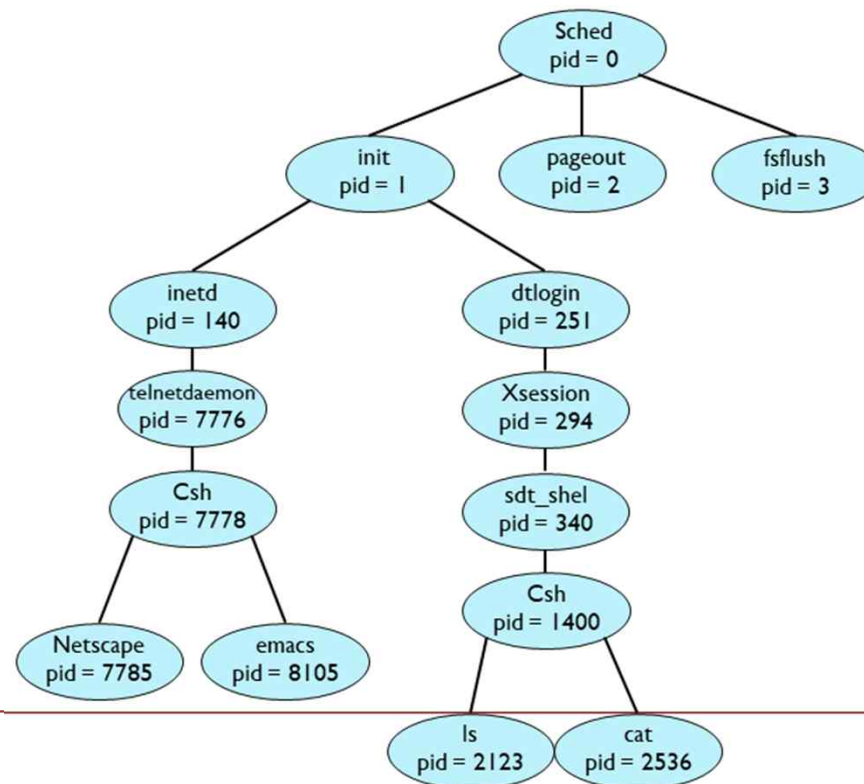 Sched
pid = 0
init
pid = 1
pageout
pid = 2
fsflush
pid = 3
inetd
pid = 140
dtlogin
pid = 251
telnetdaemon
pid = 7776
Xsession
pid = 294
Csh
pid = 7778
sdt_shel
pid = 340
Csh
pid = 1400
Netscape
pid = 7785
emacs
pid = 8105
ls
pid = 2123
cat
pid = 2536